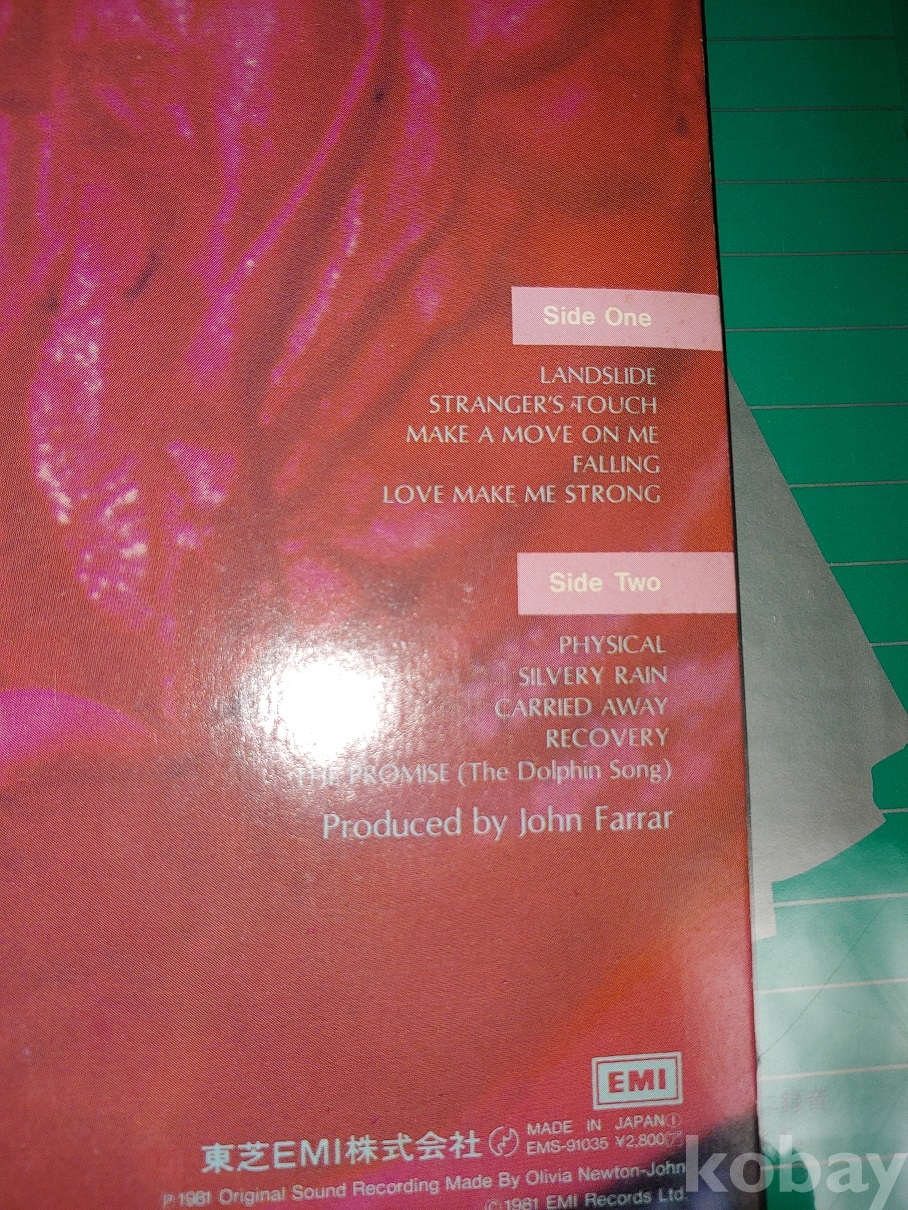 Side One
LANDSLIDE
STRANGER'S TOUCH
MAKE A MOVE ON ME
FALLING
LOVE MAKE ME STRONG
Side Two
PHYSICAL
SILVERY RAIN
CARRIED AWAY
RECOVERY
THE PROMISE (The Dolphin Song)
Produced by John Farrar
EMI
東芝EMI株式会社
MADE IN JAPAN
EMS-91035 ¥2,800
℗ 1981 Original Sound Recording Made By Olivia Newton-John
©1981 EMI Records Ltd.
kobay